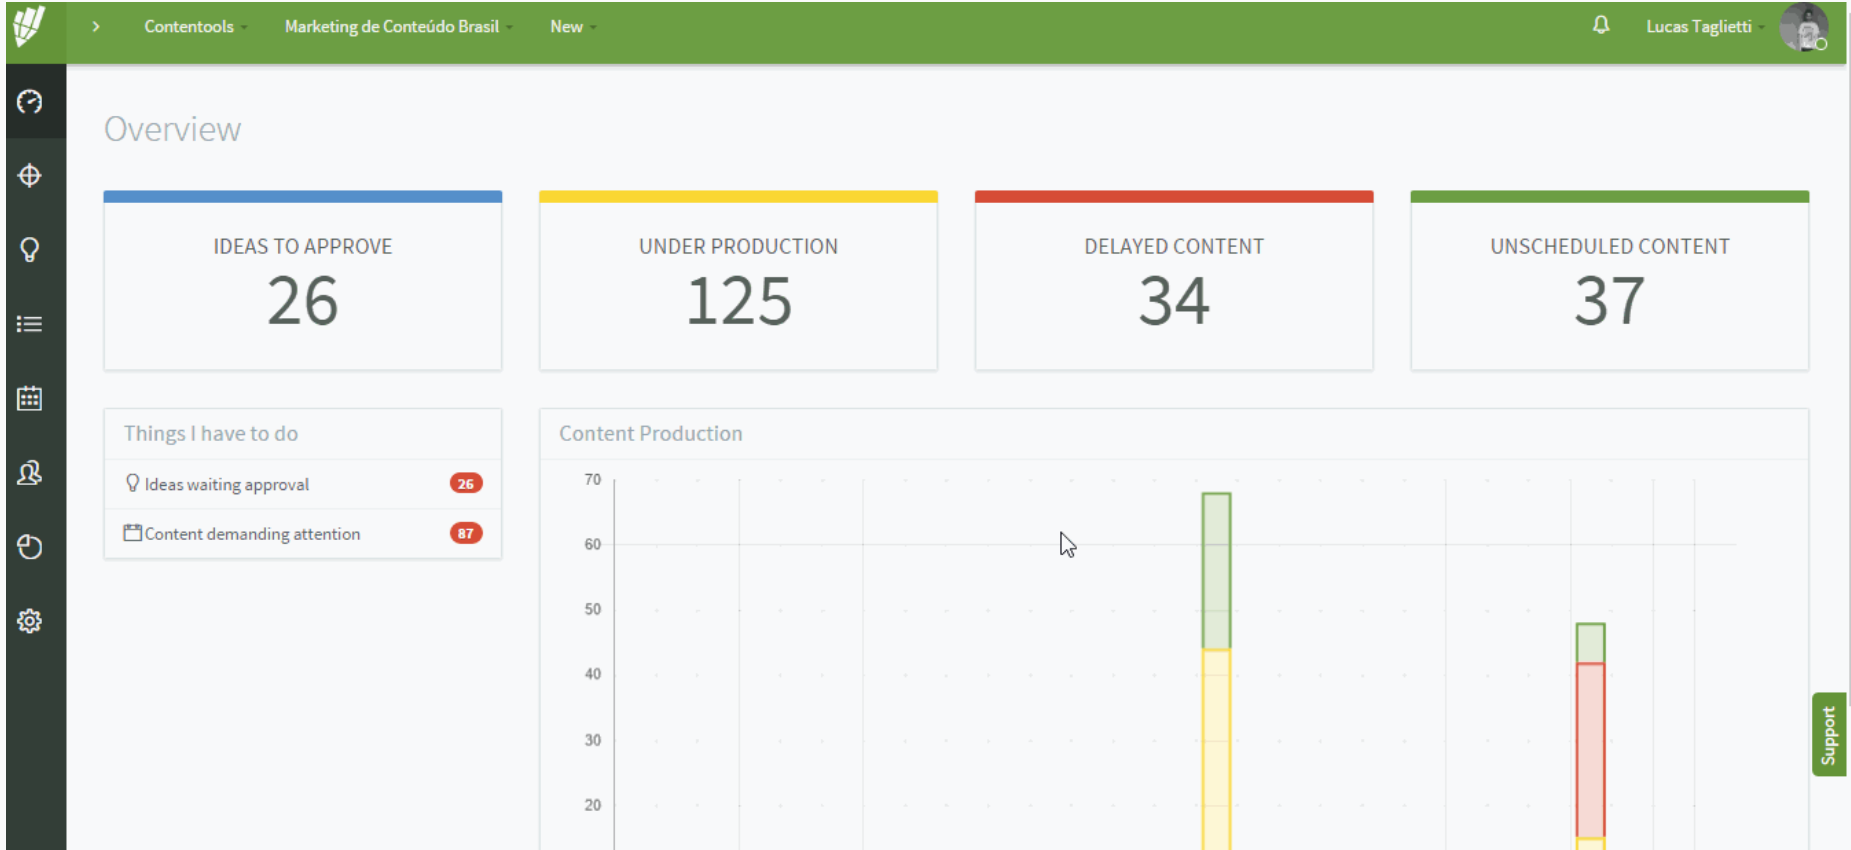 Contentools
Marketing de Conteúdo Brasil
New
Lucas Taglietti
Overview
IDEAS TO APPROVE
26
UNDER PRODUCTION
125
DELAYED CONTENT
34
UNSCHEDULED CONTENT
37
Things I have to do
Ideas waiting approval
26
Content demanding attention
87
Content Production
70
60
50
40
30
20
Support